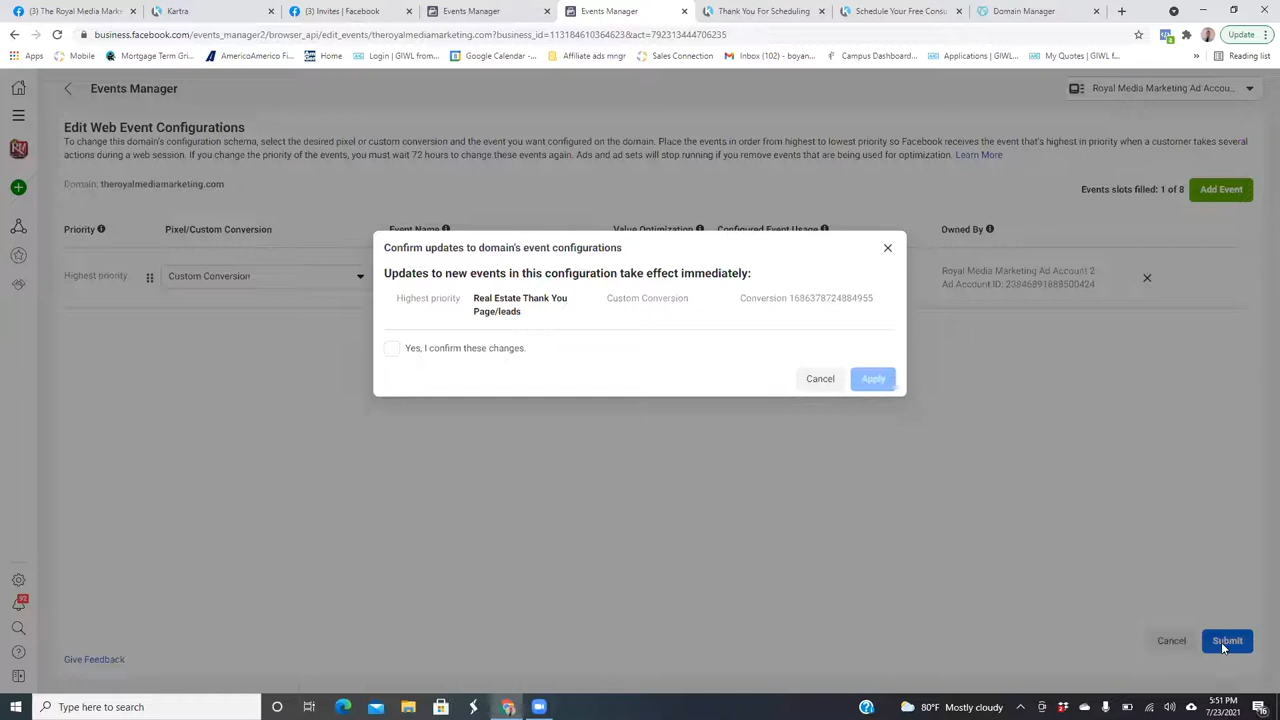 (3) The Royal Media Mark
Kartra
(3) Invites | Facebook
Events Manager
Events Manager
Thank You For Scheduling
Schedule Your Free Consu
Domain Manager
business.facebook.com/events_manager2/browser_api/edit_events/theroyalmediamarketing.com?business_id=113184610364623&act=792313444706235
Update
Apps
Mobile
Mortgage Term Gri...
AmericoAmerico Fi...
Home
Login | GIWL from...
Google Calendar -...
Affiliate ads mngr
Sales Connection
Inbox (102) - boyan...
Campus Dashboard...
Applications | GIWL...
My Quotes | GIWL f...
»
Reading list
Events Manager
Royal Media Marketing Ad Accou...
Edit Web Event Configurations
To change this domain's configuration schema, select the desired pixel or custom conversion and the event you want configured on the domain. Place the events in order from highest to lowest priority so Facebook receives the event that's highest in priority when a customer takes several
actions during a web session. If you change the priority of the events, you must wait 72 hours to change these events again. Ads and ad sets will stop running if you remove events that are being used for optimization. Learn More
Domain: theroyalmediamarketing.com
Events slots filled: 1 of 8
Add Event
Priority
Pixel/Custom Conversion
Event Name
Value Optimization
Configured Event Usage
Owned By
Highest priority
Custom Conversion
Royal Media Marketing Ad Account 2
Ad Account ID: 23846891888500424
Confirm updates to domain's event configurations
Updates to new events in this configuration take effect immediately:
Highest priority
Real Estate Thank You
Page/leads
Custom Conversion
Conversion 1686378724884955
Yes, I confirm these changes.
Cancel
Apply
Cancel
Submit
Give Feedback
Type here to search
80°F Mostly cloudy
5:51 PM
7/23/2021